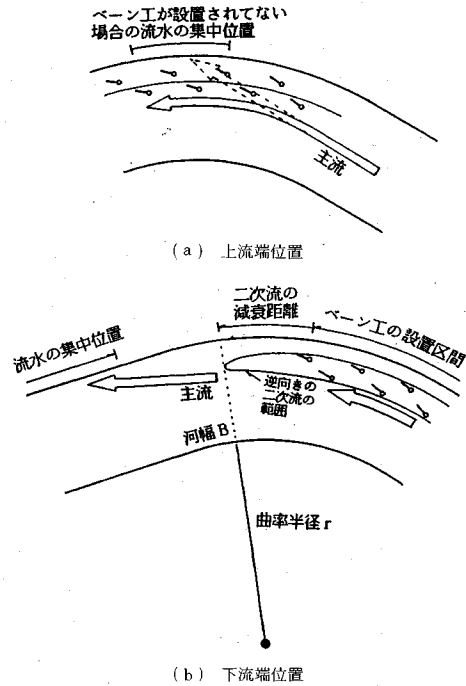 ベーン工が設置されてない
場合の流水の集中位置
主流
(a) 上流端位置
二次流の
減衰距離
ベーン工の設置区間
流水の集中位置
主流
逆向きの
二次流の
範囲
河幅 B
曲率半径 r
(b) 下流端位置